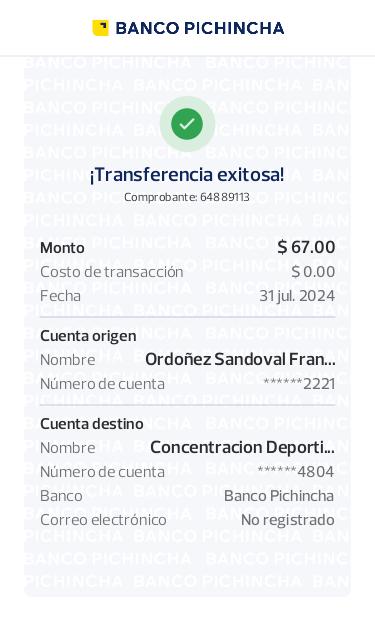 BANCO PICHINCHA
¡Transferencia exitosa!
Comprobante: 64889113
Monto $ 67.00
Costo de transacción $ 0.00
Fecha 31 jul. 2024
Cuenta origen
Nombre Ordoñez Sandoval Fran...
Número de cuenta ******2221
Cuenta destino
Nombre Concentracion Deporti...
Número de cuenta ******4804
Banco Banco Pichincha
Correo electrónico No registrado